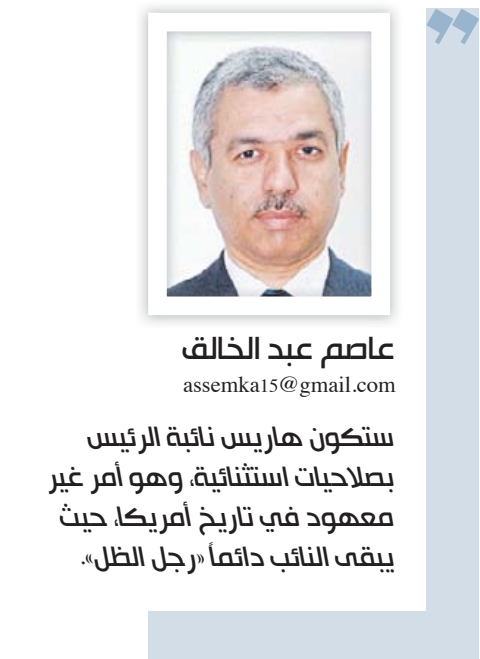 عاصم عبد الخالق
assemka15@gmail.com
ستكون هاريس نائبة الرئيس
بصلاحيات استثنائية، وهو أمر غير
معهود في تاريخ أمريكا، حيث
يبقى النائب دائماً «رجل الظل».